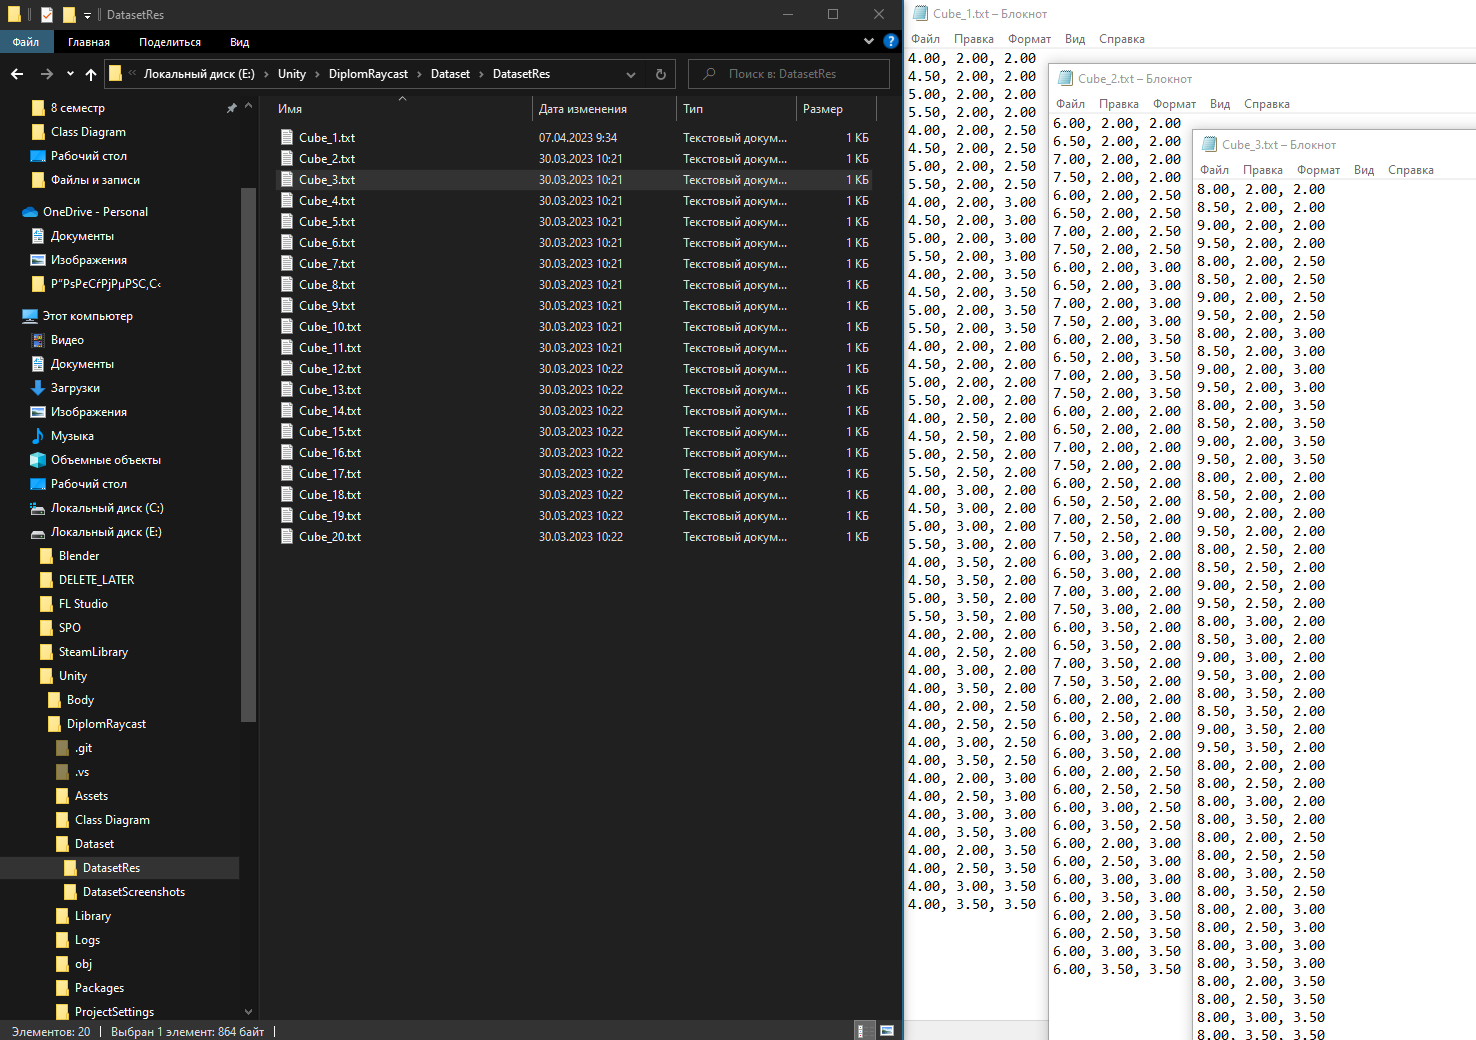 DatasetRes
Файл
Главная
Поделиться
Вид
Локальный диск (E:) › Unity › DiplomRaycast › Dataset › DatasetRes
Поиск в: DatasetRes
8 семестр
Class Diagram
Рабочий стол
Файлы и записи
OneDrive - Personal
Документы
Изображения
Р”РѕРєСѓРјРµРЅС‚С‹
Этот компьютер
Видео
Документы
Загрузки
Изображения
Музыка
Объемные объекты
Рабочий стол
Локальный диск (C:)
Локальный диск (E:)
Blender
DELETE_LATER
FL Studio
SPO
SteamLibrary
Unity
Body
DiplomRaycast
.git
.vs
Assets
Class Diagram
Dataset
DatasetRes
DatasetScreenshots
Library
Logs
obj
Packages
ProjectSettings
Имя Дата изменения Тип Размер
Cube_1.txt 07.04.2023 9:34 Текстовый докум... 1 КБ
Cube_2.txt 30.03.2023 10:21 Текстовый докум... 1 КБ
Cube_3.txt 30.03.2023 10:21 Текстовый докум... 1 КБ
Cube_4.txt 30.03.2023 10:21 Текстовый докум... 1 КБ
Cube_5.txt 30.03.2023 10:21 Текстовый докум... 1 КБ
Cube_6.txt 30.03.2023 10:21 Текстовый докум... 1 КБ
Cube_7.txt 30.03.2023 10:21 Текстовый докум... 1 КБ
Cube_8.txt 30.03.2023 10:21 Текстовый докум... 1 КБ
Cube_9.txt 30.03.2023 10:21 Текстовый докум... 1 КБ
Cube_10.txt 30.03.2023 10:21 Текстовый докум... 1 КБ
Cube_11.txt 30.03.2023 10:21 Текстовый докум... 1 КБ
Cube_12.txt 30.03.2023 10:22 Текстовый докум... 1 КБ
Cube_13.txt 30.03.2023 10:22 Текстовый докум... 1 КБ
Cube_14.txt 30.03.2023 10:22 Текстовый докум... 1 КБ
Cube_15.txt 30.03.2023 10:22 Текстовый докум... 1 КБ
Cube_16.txt 30.03.2023 10:22 Текстовый докум... 1 КБ
Cube_17.txt 30.03.2023 10:22 Текстовый докум... 1 КБ
Cube_18.txt 30.03.2023 10:22 Текстовый докум... 1 КБ
Cube_19.txt 30.03.2023 10:22 Текстовый докум... 1 КБ
Cube_20.txt 30.03.2023 10:22 Текстовый докум... 1 КБ
Элементов: 20
Выбран 1 элемент: 864 байт
Cube_1.txt – Блокнот
Файл Правка Формат Вид Справка
4.00, 2.00, 2.00
4.50, 2.00, 2.00
5.00, 2.00, 2.00
5.50, 2.00, 2.00
4.00, 2.00, 2.50
4.50, 2.00, 2.50
5.00, 2.00, 2.50
5.50, 2.00, 2.50
4.00, 2.00, 3.00
4.50, 2.00, 3.00
5.00, 2.00, 3.00
5.50, 2.00, 3.00
4.00, 2.00, 3.50
4.50, 2.00, 3.50
5.00, 2.00, 3.50
5.50, 2.00, 3.50
4.00, 2.00, 2.00
4.50, 2.00, 2.00
5.00, 2.00, 2.00
5.50, 2.00, 2.00
4.00, 2.50, 2.00
4.50, 2.50, 2.00
5.00, 2.50, 2.00
5.50, 2.50, 2.00
4.00, 3.00, 2.00
4.50, 3.00, 2.00
5.00, 3.00, 2.00
5.50, 3.00, 2.00
4.00, 3.50, 2.00
4.50, 3.50, 2.00
5.00, 3.50, 2.00
5.50, 3.50, 2.00
4.00, 2.00, 2.00
4.00, 2.50, 2.00
4.00, 3.00, 2.00
4.00, 3.50, 2.00
4.00, 2.00, 2.50
4.00, 2.50, 2.50
4.00, 3.00, 2.50
4.00, 3.50, 2.50
4.00, 2.00, 3.00
4.00, 2.50, 3.00
4.00, 3.00, 3.00
4.00, 3.50, 3.00
4.00, 2.00, 3.50
4.00, 2.50, 3.50
4.00, 3.00, 3.50
4.00, 3.50, 3.50
Cube_2.txt – Блокнот
Файл Правка Формат Вид Справка
6.00, 2.00, 2.00
6.50, 2.00, 2.00
7.00, 2.00, 2.00
7.50, 2.00, 2.00
6.00, 2.00, 2.50
6.50, 2.00, 2.50
7.00, 2.00, 2.50
7.50, 2.00, 2.50
6.00, 2.00, 3.00
6.50, 2.00, 3.00
7.00, 2.00, 3.00
7.50, 2.00, 3.00
6.00, 2.00, 3.50
6.50, 2.00, 3.50
7.00, 2.00, 3.50
7.50, 2.00, 3.50
6.00, 2.00, 2.00
6.50, 2.00, 2.00
7.00, 2.00, 2.00
7.50, 2.00, 2.00
6.00, 2.50, 2.00
6.50, 2.50, 2.00
7.00, 2.50, 2.00
7.50, 2.50, 2.00
6.00, 3.00, 2.00
6.50, 3.00, 2.00
7.00, 3.00, 2.00
7.50, 3.00, 2.00
6.00, 3.50, 2.00
6.50, 3.50, 2.00
7.00, 3.50, 2.00
7.50, 3.50, 2.00
6.00, 2.00, 2.00
6.00, 2.50, 2.00
6.00, 3.00, 2.00
6.00, 3.50, 2.00
6.00, 2.00, 2.50
6.00, 2.50, 2.50
6.00, 3.00, 2.50
6.00, 3.50, 2.50
6.00, 2.00, 3.00
6.00, 2.50, 3.00
6.00, 3.00, 3.00
6.00, 3.50, 3.00
6.00, 2.00, 3.50
6.00, 2.50, 3.50
6.00, 3.00, 3.50
6.00, 3.50, 3.50
Cube_3.txt – Блокнот
Файл Правка Формат Вид Справка
8.00, 2.00, 2.00
8.50, 2.00, 2.00
9.00, 2.00, 2.00
9.50, 2.00, 2.00
8.00, 2.00, 2.50
8.50, 2.00, 2.50
9.00, 2.00, 2.50
9.50, 2.00, 2.50
8.00, 2.00, 3.00
8.50, 2.00, 3.00
9.00, 2.00, 3.00
9.50, 2.00, 3.00
8.00, 2.00, 3.50
8.50, 2.00, 3.50
9.00, 2.00, 3.50
9.50, 2.00, 3.50
8.00, 2.00, 2.00
8.50, 2.00, 2.00
9.00, 2.00, 2.00
9.50, 2.00, 2.00
8.00, 2.50, 2.00
8.50, 2.50, 2.00
9.00, 2.50, 2.00
9.50, 2.50, 2.00
8.00, 3.00, 2.00
8.50, 3.00, 2.00
9.00, 3.00, 2.00
9.50, 3.00, 2.00
8.00, 3.50, 2.00
8.50, 3.50, 2.00
9.00, 3.50, 2.00
9.50, 3.50, 2.00
8.00, 2.00, 2.00
8.00, 2.50, 2.00
8.00, 3.00, 2.00
8.00, 3.50, 2.00
8.00, 2.00, 2.50
8.00, 2.50, 2.50
8.00, 3.00, 2.50
8.00, 3.50, 2.50
8.00, 2.00, 3.00
8.00, 2.50, 3.00
8.00, 3.00, 3.00
8.00, 3.50, 3.00
8.00, 2.00, 3.50
8.00, 2.50, 3.50
8.00, 3.00, 3.50
8.00, 3.50, 3.50